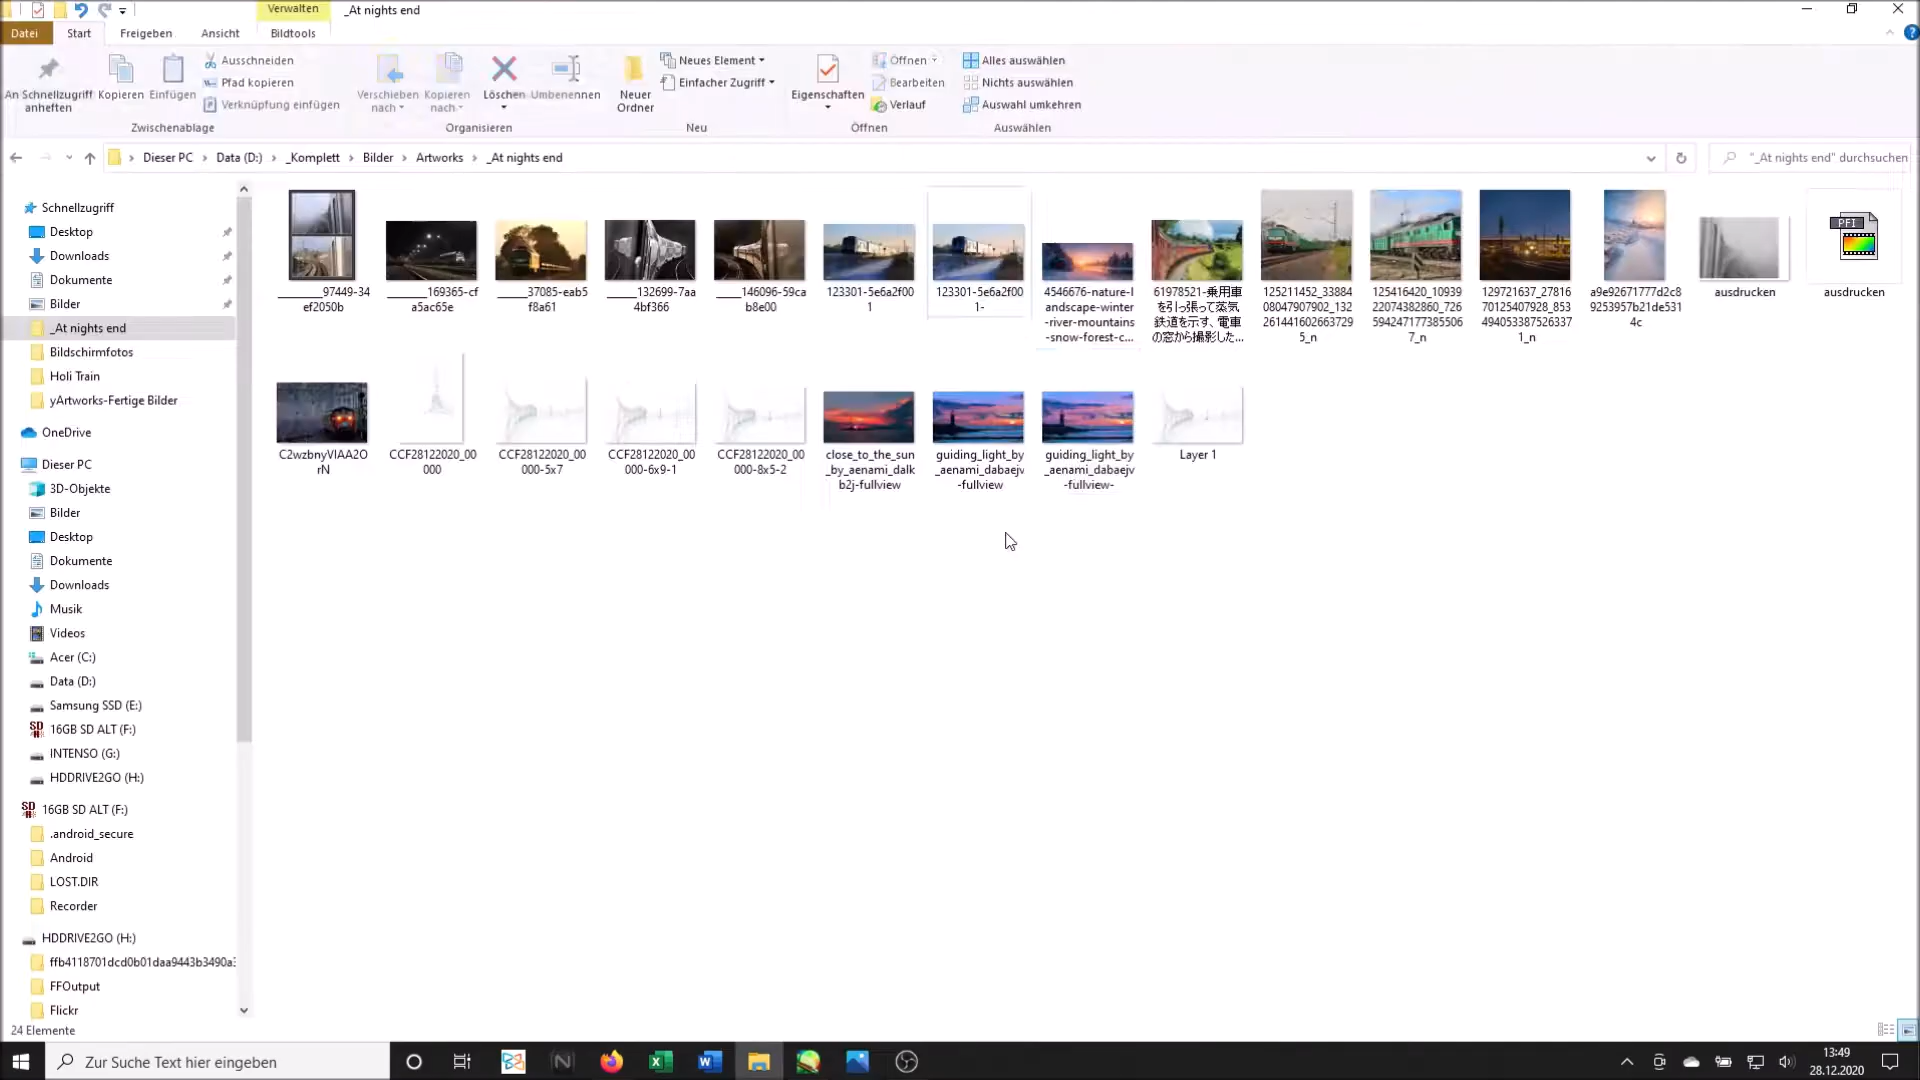 Verwalten
_At nights end
Datei
Start
Freigeben
Ansicht
Bildtools
An Schnellzugriff
anheften
Kopieren
Einfügen
Ausschneiden
Pfad kopieren
Verknüpfung einfügen
Zwischenablage
Verschieben
nach
Kopieren
nach
Löschen
Umbenennen
Organisieren
Neuer
Ordner
Neues Element
Einfacher Zugriff
Neu
Eigenschaften
Öffnen
Bearbeiten
Verlauf
Öffnen
Alles auswählen
Nichts auswählen
Auswahl umkehren
Auswählen
Dieser PC
Data (D:)
_Komplett
Bilder
Artworks
_At nights end
"_At nights end" durchsuchen
Schnellzugriff
Desktop
Downloads
Dokumente
Bilder
_At nights end
Bildschirmfotos
Holi Train
yArtworks-Fertige Bilder
OneDrive
Dieser PC
3D-Objekte
Bilder
Desktop
Dokumente
Downloads
Musik
Videos
Acer (C:)
Data (D:)
Samsung SSD (E:)
16GB SD ALT (F:)
INTENSO (G:)
HDDRIVE2GO (H:)
16GB SD ALT (F:)
.android_secure
Android
LOST.DIR
Recorder
HDDRIVE2GO (H:)
ffb4118701dcd0b01daa9443b3490a3
FFOutput
Flickr
______97449-34
ef2050b
______169365-cf
a5ac65e
______37085-eab5
f8a61
______132699-7aa
4bf366
_____146096-59ca
b8e00
123301-5e6a2f00
1
123301-5e6a2f00
1-
4546676-nature-l
andscape-winter
-river-mountains
-snow-forest-c...
61978521-乗用車
を引っ張って蒸気
鉄道を示す、電車
の窓から撮影した...
125211452_33884
08047907902_132
261441602663729
5_n
125416420_10939
22074382860_726
594247177385506
7_n
129721637_27816
70125407928_853
494053387526337
1_n
a9e92671777d2c8
9253957b21de531
4c
ausdrucken
PFI
ausdrucken
C2wzbnyVIAA2O
rN
CCF28122020_00
000
CCF28122020_00
000-5x7
CCF28122020_00
000-6x9-1
CCF28122020_00
000-8x5-2
close_to_the_sun
_by_aenami_dalk
b2j-fullview
guiding_light_by
_aenami_dabaejv
-fullview
guiding_light_by
_aenami_dabaejv
-fullview-
Layer 1
24 Elemente
Zur Suche Text hier eingeben
13:49
28.12.2020